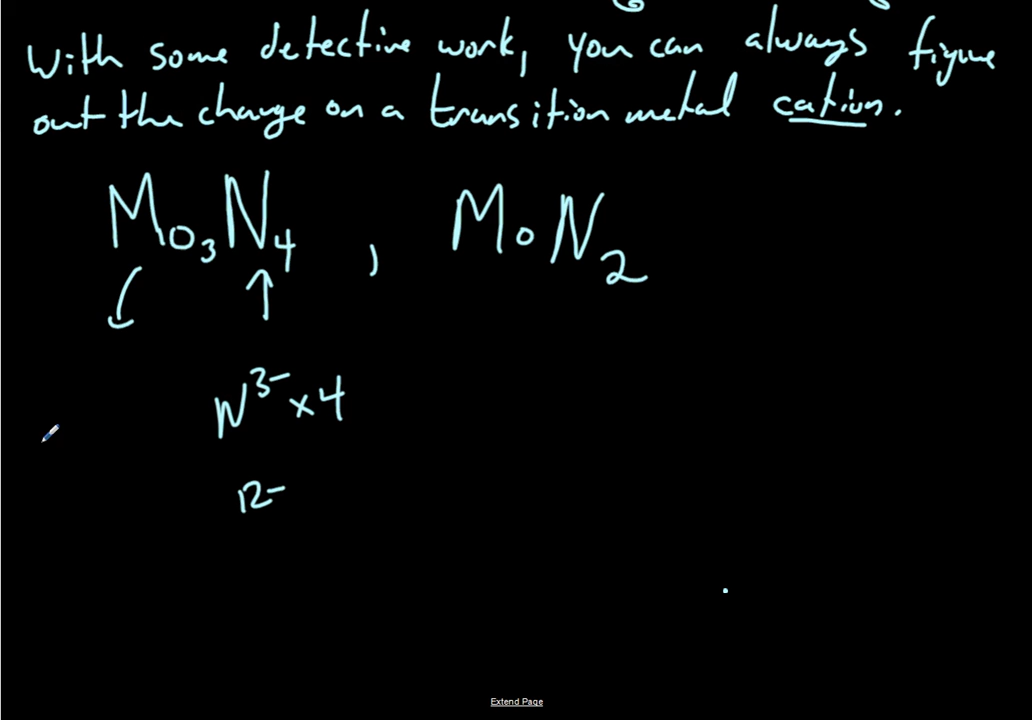 With some detective work, you can always figure
out the charge on a transition metal cation.
Mo₃N₄ , MoN₂
N³⁻ x 4
12-
Extend Page